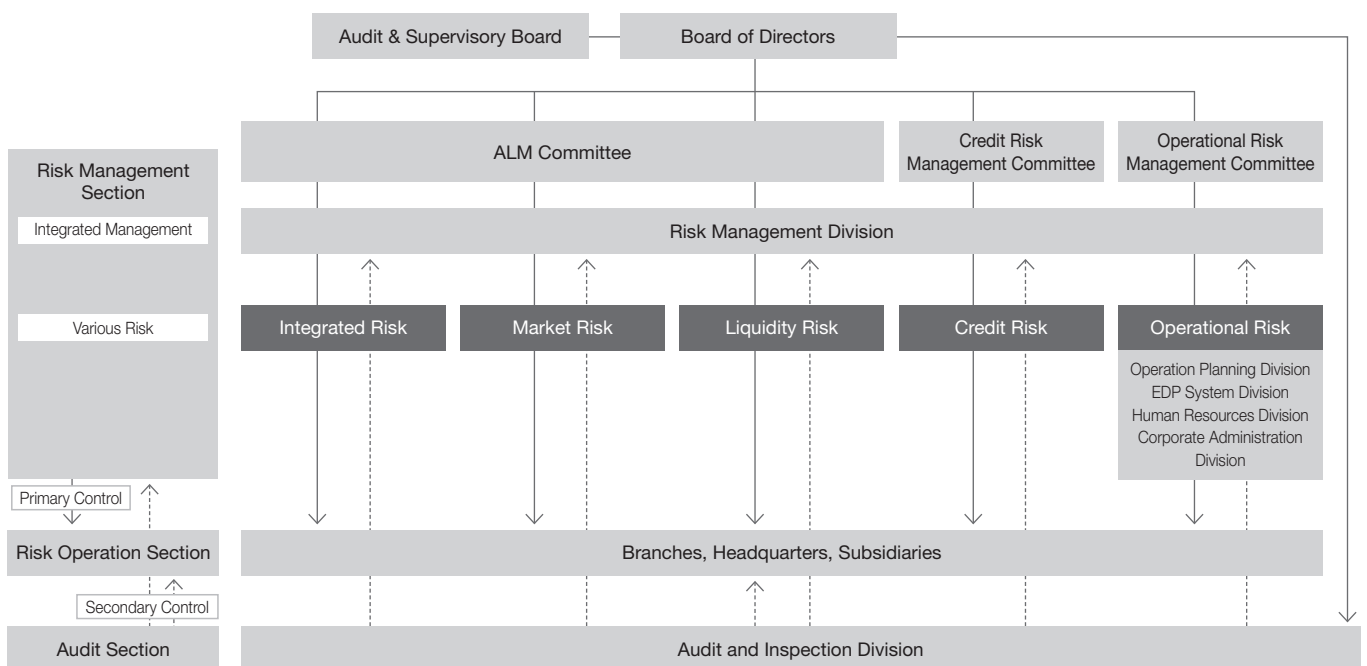 Audit & Supervisory Board
Board of Directors
ALM Committee
Credit Risk
Management Committee
Operational Risk
Management Committee
Risk Management
Section
Integrated Management
Various Risk
Risk Management Division
Integrated Risk
Market Risk
Liquidity Risk
Credit Risk
Operational Risk
Operation Planning Division
EDP System Division
Human Resources Division
Corporate Administration
Division
Primary Control
Risk Operation Section
Branches, Headquarters, Subsidiaries
Secondary Control
Audit Section
Audit and Inspection Division